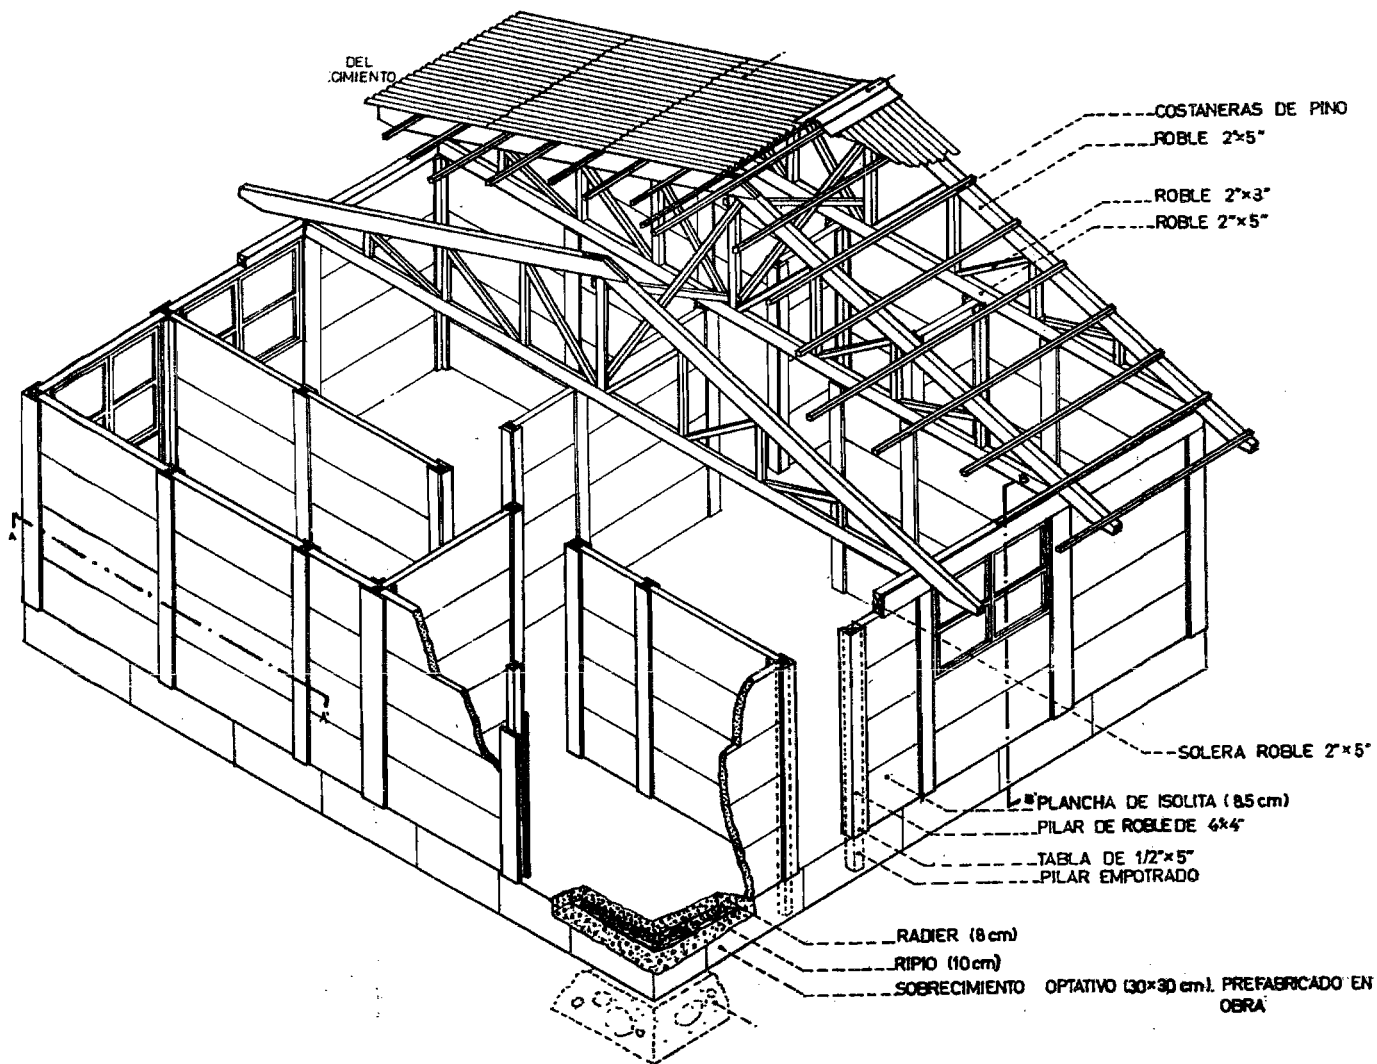 DEL
:CIMIENTO
COSTANERAS DE PINO
ROBLE 2"×5"
ROBLE 2"×3"
ROBLE 2"×5"
A
A'
B
SOLERA ROBLE 2"×5"
B' PLANCHA DE ISOLITA (8.5 cm)
PILAR DE ROBLE DE 4×4"
TABLA DE 1/2"×5"
PILAR EMPOTRADO
RADIER (8 cm)
RIPIO (10 cm)
SOBRECIMIENTO OPTATIVO (30×30 cm). PREFABRICADO EN
OBRA